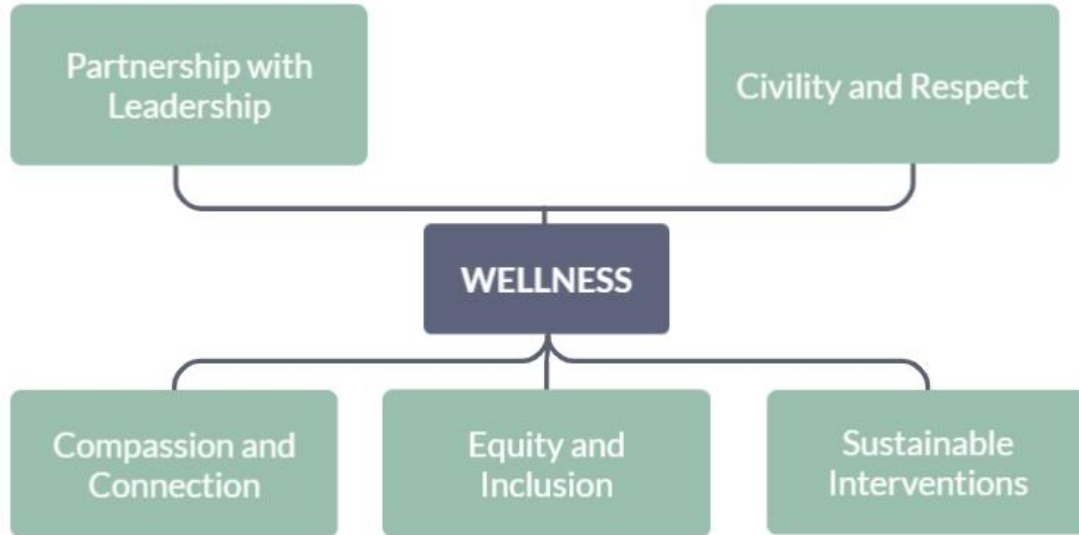 Partnership with
Leadership
Civility and Respect
WELLNESS
Compassion and
Connection
Equity and
Inclusion
Sustainable
Interventions